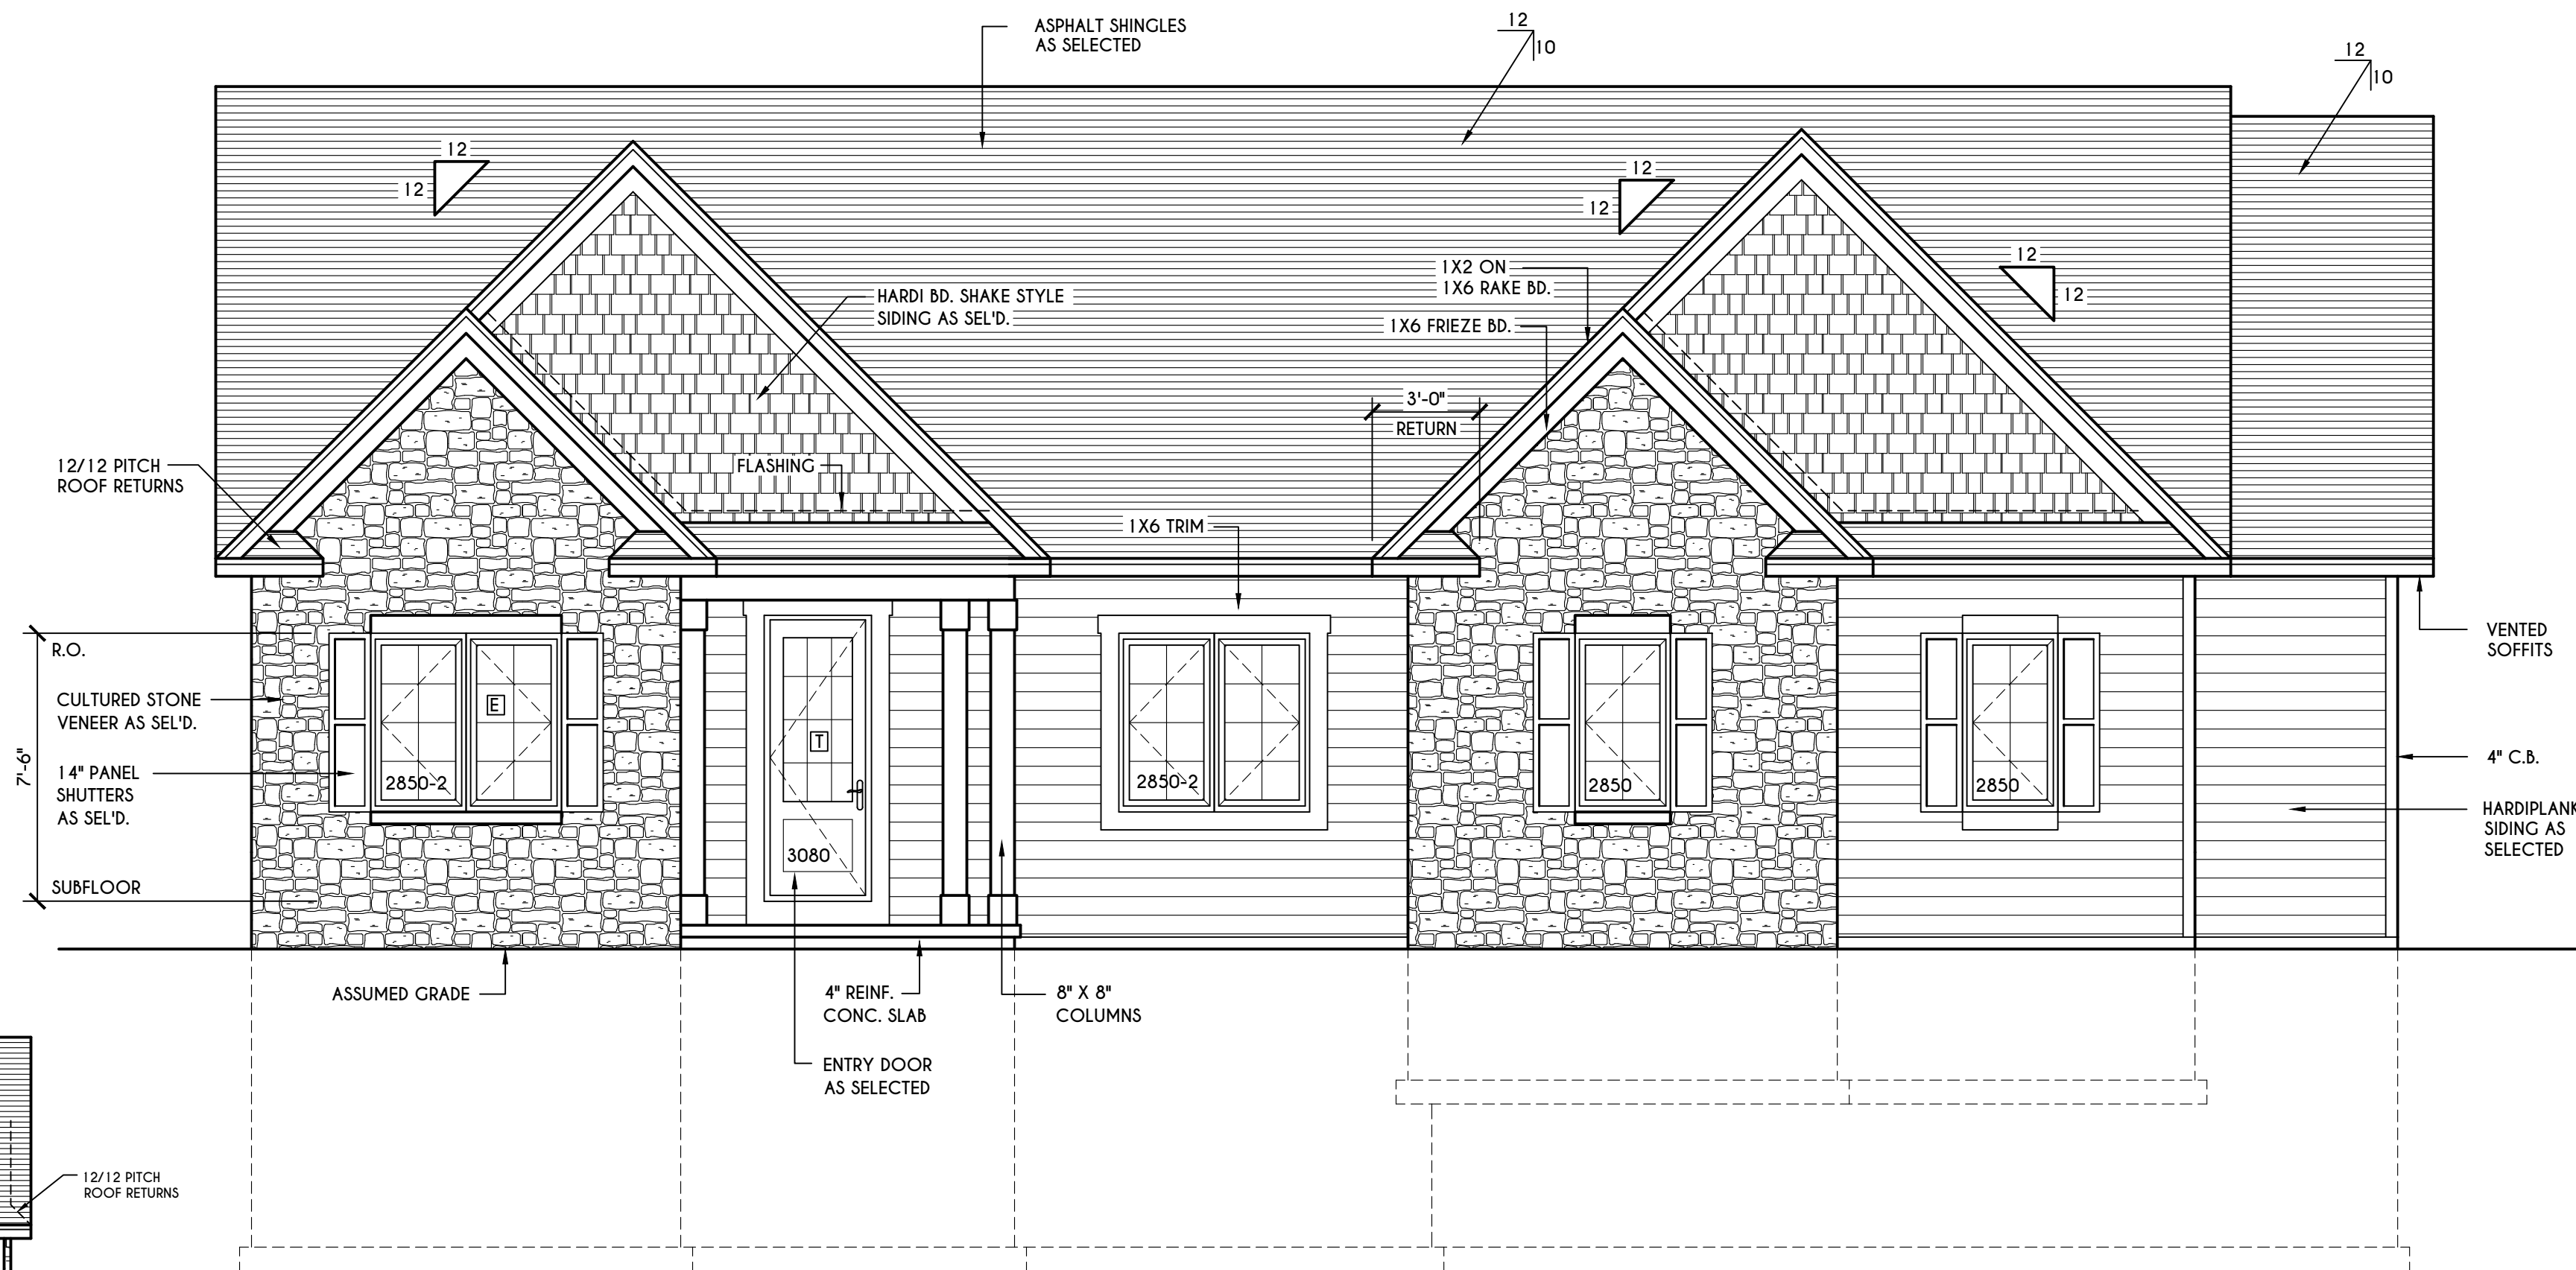 ASPHALT SHINGLES
AS SELECTED
12
10
12
10
12
12
12
12
12
12
HARDI BD. SHAKE STYLE
SIDING AS SEL'D.
1X2 ON
1X6 RAKE BD.
1X6 FRIEZE BD.
3'-0"
RETURN
12/12 PITCH
ROOF RETURNS
FLASHING
1X6 TRIM
R.O.
CULTURED STONE
VENEER AS SEL'D.
7'-6"
14" PANEL
SHUTTERS
AS SEL'D.
SUBFLOOR
E
2850-2
T
3080
2850-2
2850
2850
VENTED
SOFFITS
4" C.B.
HARDIPLANK
SIDING AS
SELECTED
ASSUMED GRADE
4" REINF.
CONC. SLAB
8" X 8"
COLUMNS
ENTRY DOOR
AS SELECTED
12/12 PITCH
ROOF RETURNS